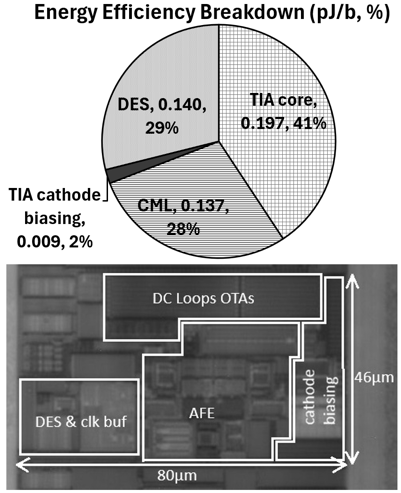 Energy Efficiency Breakdown (pJ/b, %)
DES, 0.140,
29%
TIA core,
0.197, 41%
TIA cathode
biasing,
0.009, 2%
CML, 0.137,
28%
DC Loops OTAs
DES & clk buf
AFE
cathode
biasing
46µm
80µm